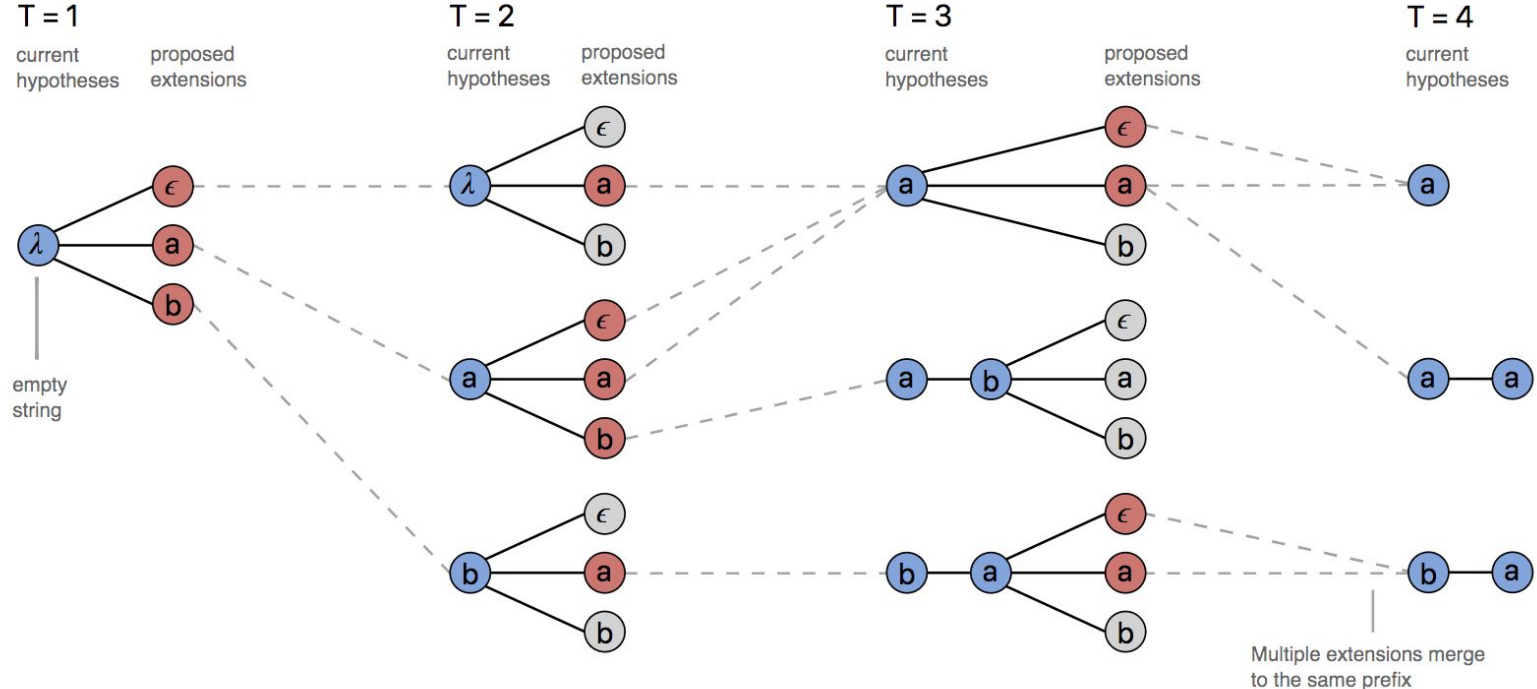 T = 1
T = 2
T = 3
T = 4
current hypotheses
proposed extensions
current hypotheses
proposed extensions
current hypotheses
proposed extensions
current hypotheses
λ
ϵ
a
b
empty
string
λ
ϵ
a
b
a
ϵ
a
b
b
ϵ
a
b
a
ϵ
a
b
a b
ϵ
a
b
b a
ϵ
a
b
a
a a
b a
Multiple extensions merge
to the same prefix